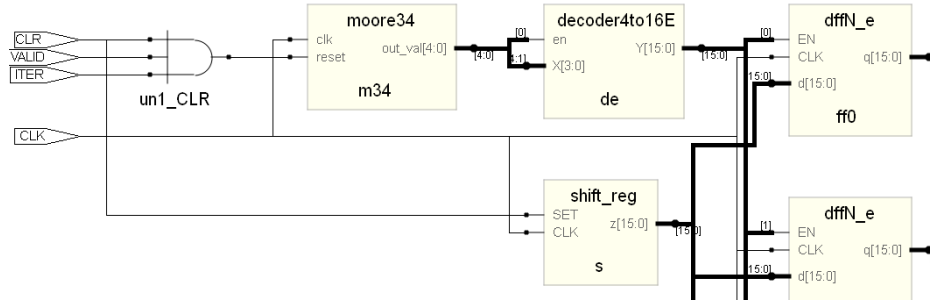 moore34
decoder4to16E
dffN_e
CLR
VALID
ITER
un1_CLR
clk
reset
out_val[4:0]
m34
[4:0]
[0]
4:1]
en
X[3:0]
Y[15:0]
de
[15:0]
[0]
15:0]
EN
CLK
d[15:0]
q[15:0]
ff0
CLK
shift_reg
SET
CLK
z[15:0]
s
[15:0]
dffN_e
[1]
15:0]
EN
CLK
d[15:0]
q[15:0]